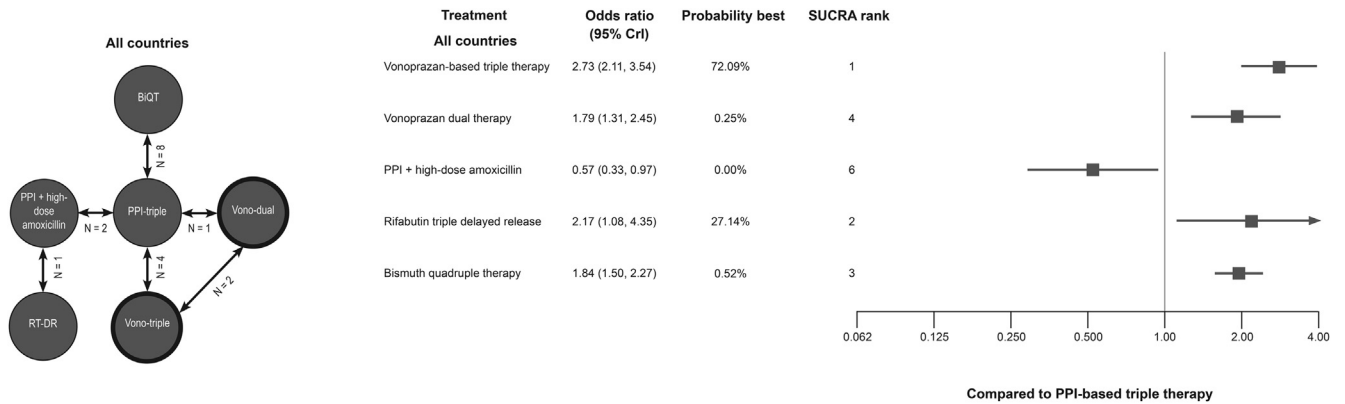 All countries
BiQT
N = 8
PPI + high-
dose
amoxicillin
N = 2
PPI-triple
N = 1
Vono-dual
N = 1
N = 4
N = 2
RT-DR
Vono-triple
Treatment Odds ratio Probability best SUCRA rank
(95% CrI)
All countries
Vonoprazan-based triple therapy 2.73 (2.11, 3.54) 72.09% 1
Vonoprazan dual therapy 1.79 (1.31, 2.45) 0.25% 4
PPI + high-dose amoxicillin 0.57 (0.33, 0.97) 0.00% 6
Rifabutin triple delayed release 2.17 (1.08, 4.35) 27.14% 2
Bismuth quadruple therapy 1.84 (1.50, 2.27) 0.52% 3
0.062 0.125 0.250 0.500 1.00 2.00 4.00
Compared to PPI-based triple therapy